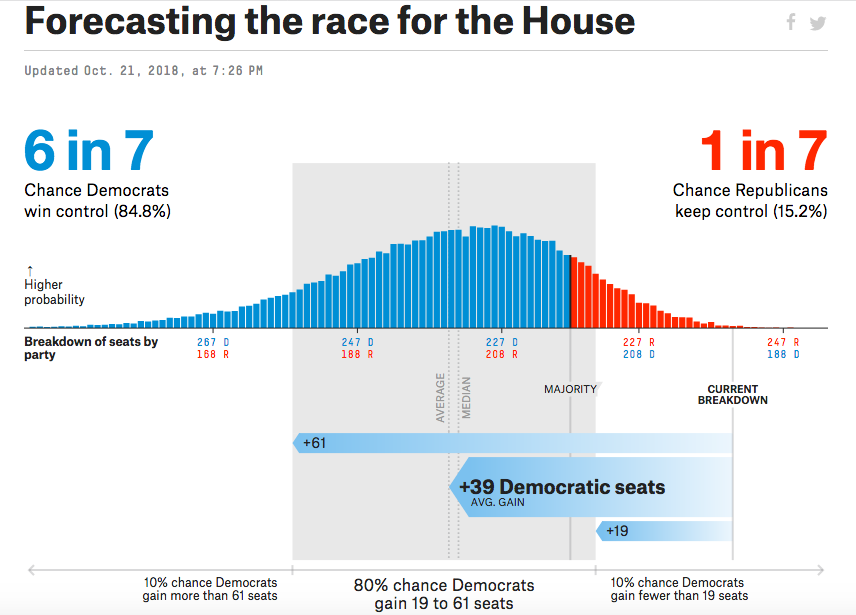 Forecasting the race for the House
Updated Oct. 21, 2018, at 7:26 PM
6 in 7
Chance Democrats
win control (84.8%)
1 in 7
Chance Republicans
keep control (15.2%)
↑
Higher
probability
Breakdown of seats by
party
267 D
168 R
247 D
188 R
227 D
208 R
227 R
208 D
247 R
188 D
AVERAGE
MEDIAN
MAJORITY
CURRENT
BREAKDOWN
+61
+39 Democratic seats
AVG. GAIN
+19
10% chance Democrats
gain more than 61 seats
80% chance Democrats
gain 19 to 61 seats
10% chance Democrats
gain fewer than 19 seats